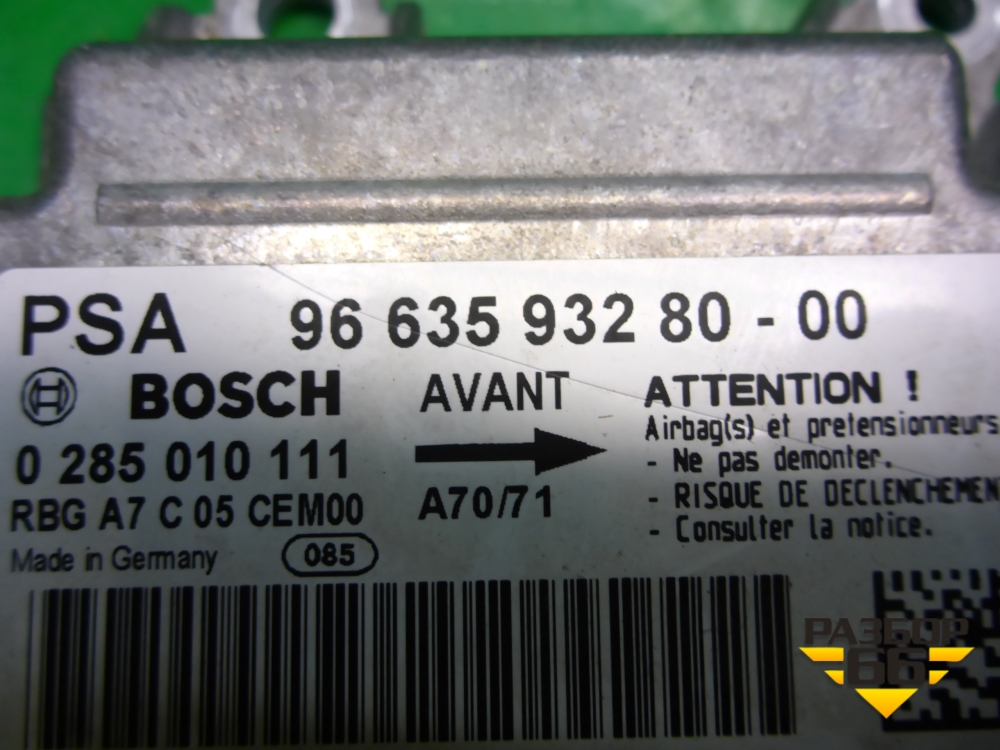 PSA 96 635 932 80 - 00
BOSCH AVANT
0 285 010 111
RBG A7 C 05 CEM00 A70/71
Made in Germany 085
ATTENTION !
Airbag(s) et pretensionneurs
- Ne pas demonter.
- RISQUE DE DECLENCHEMEN
- Consulter la notice.
РАЗБОР
66